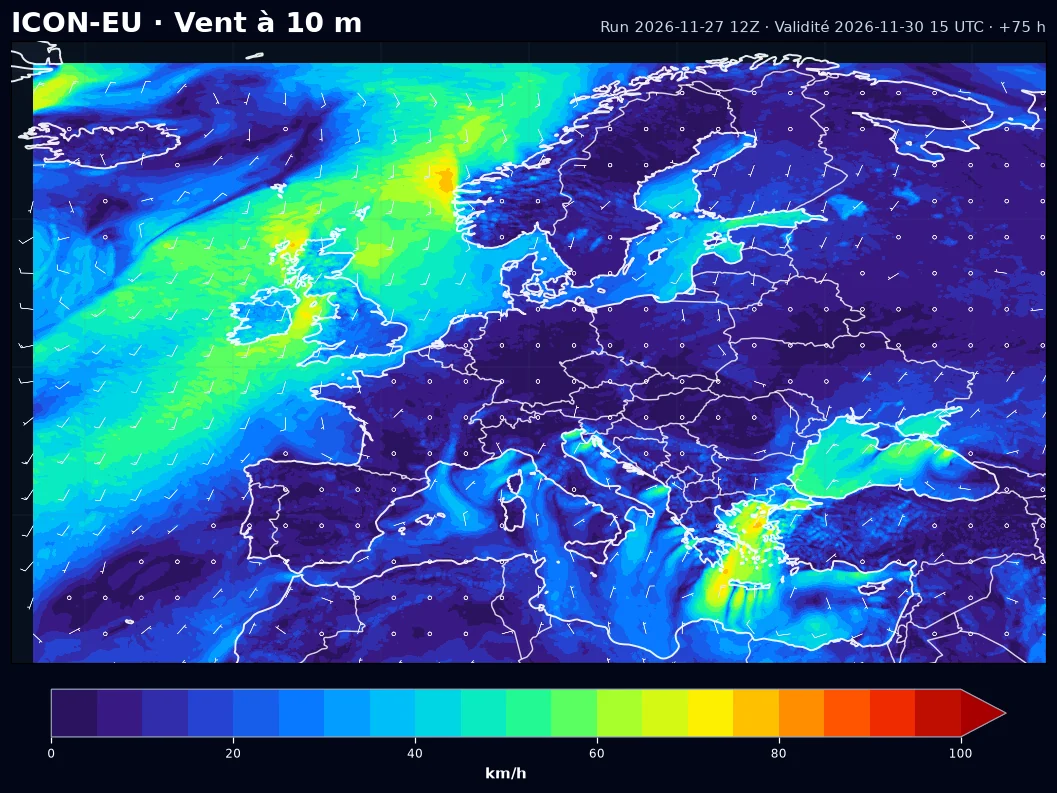 ICON-EU · Vent à 10 m
Run 2026-11-27 12Z · Validité 2026-11-30 15 UTC · +75 h
0 20 40 60 80 100
km/h